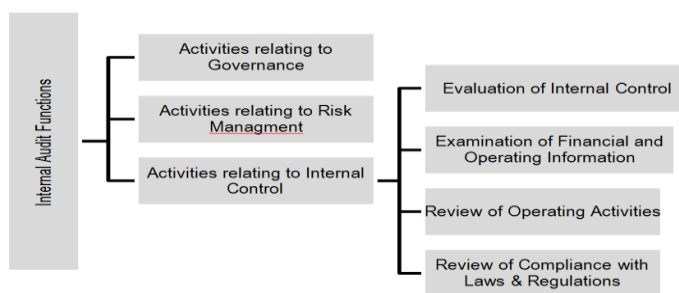 Internal Audit Functions
Activities relating to
Governance
Activities relating to Risk
Managment
Activities relating to Internal
Control
Evaluation of Internal Control
Examination of Financial and
Operating Information
Review of Operating Activities
Review of Compliance with
Laws & Regulations